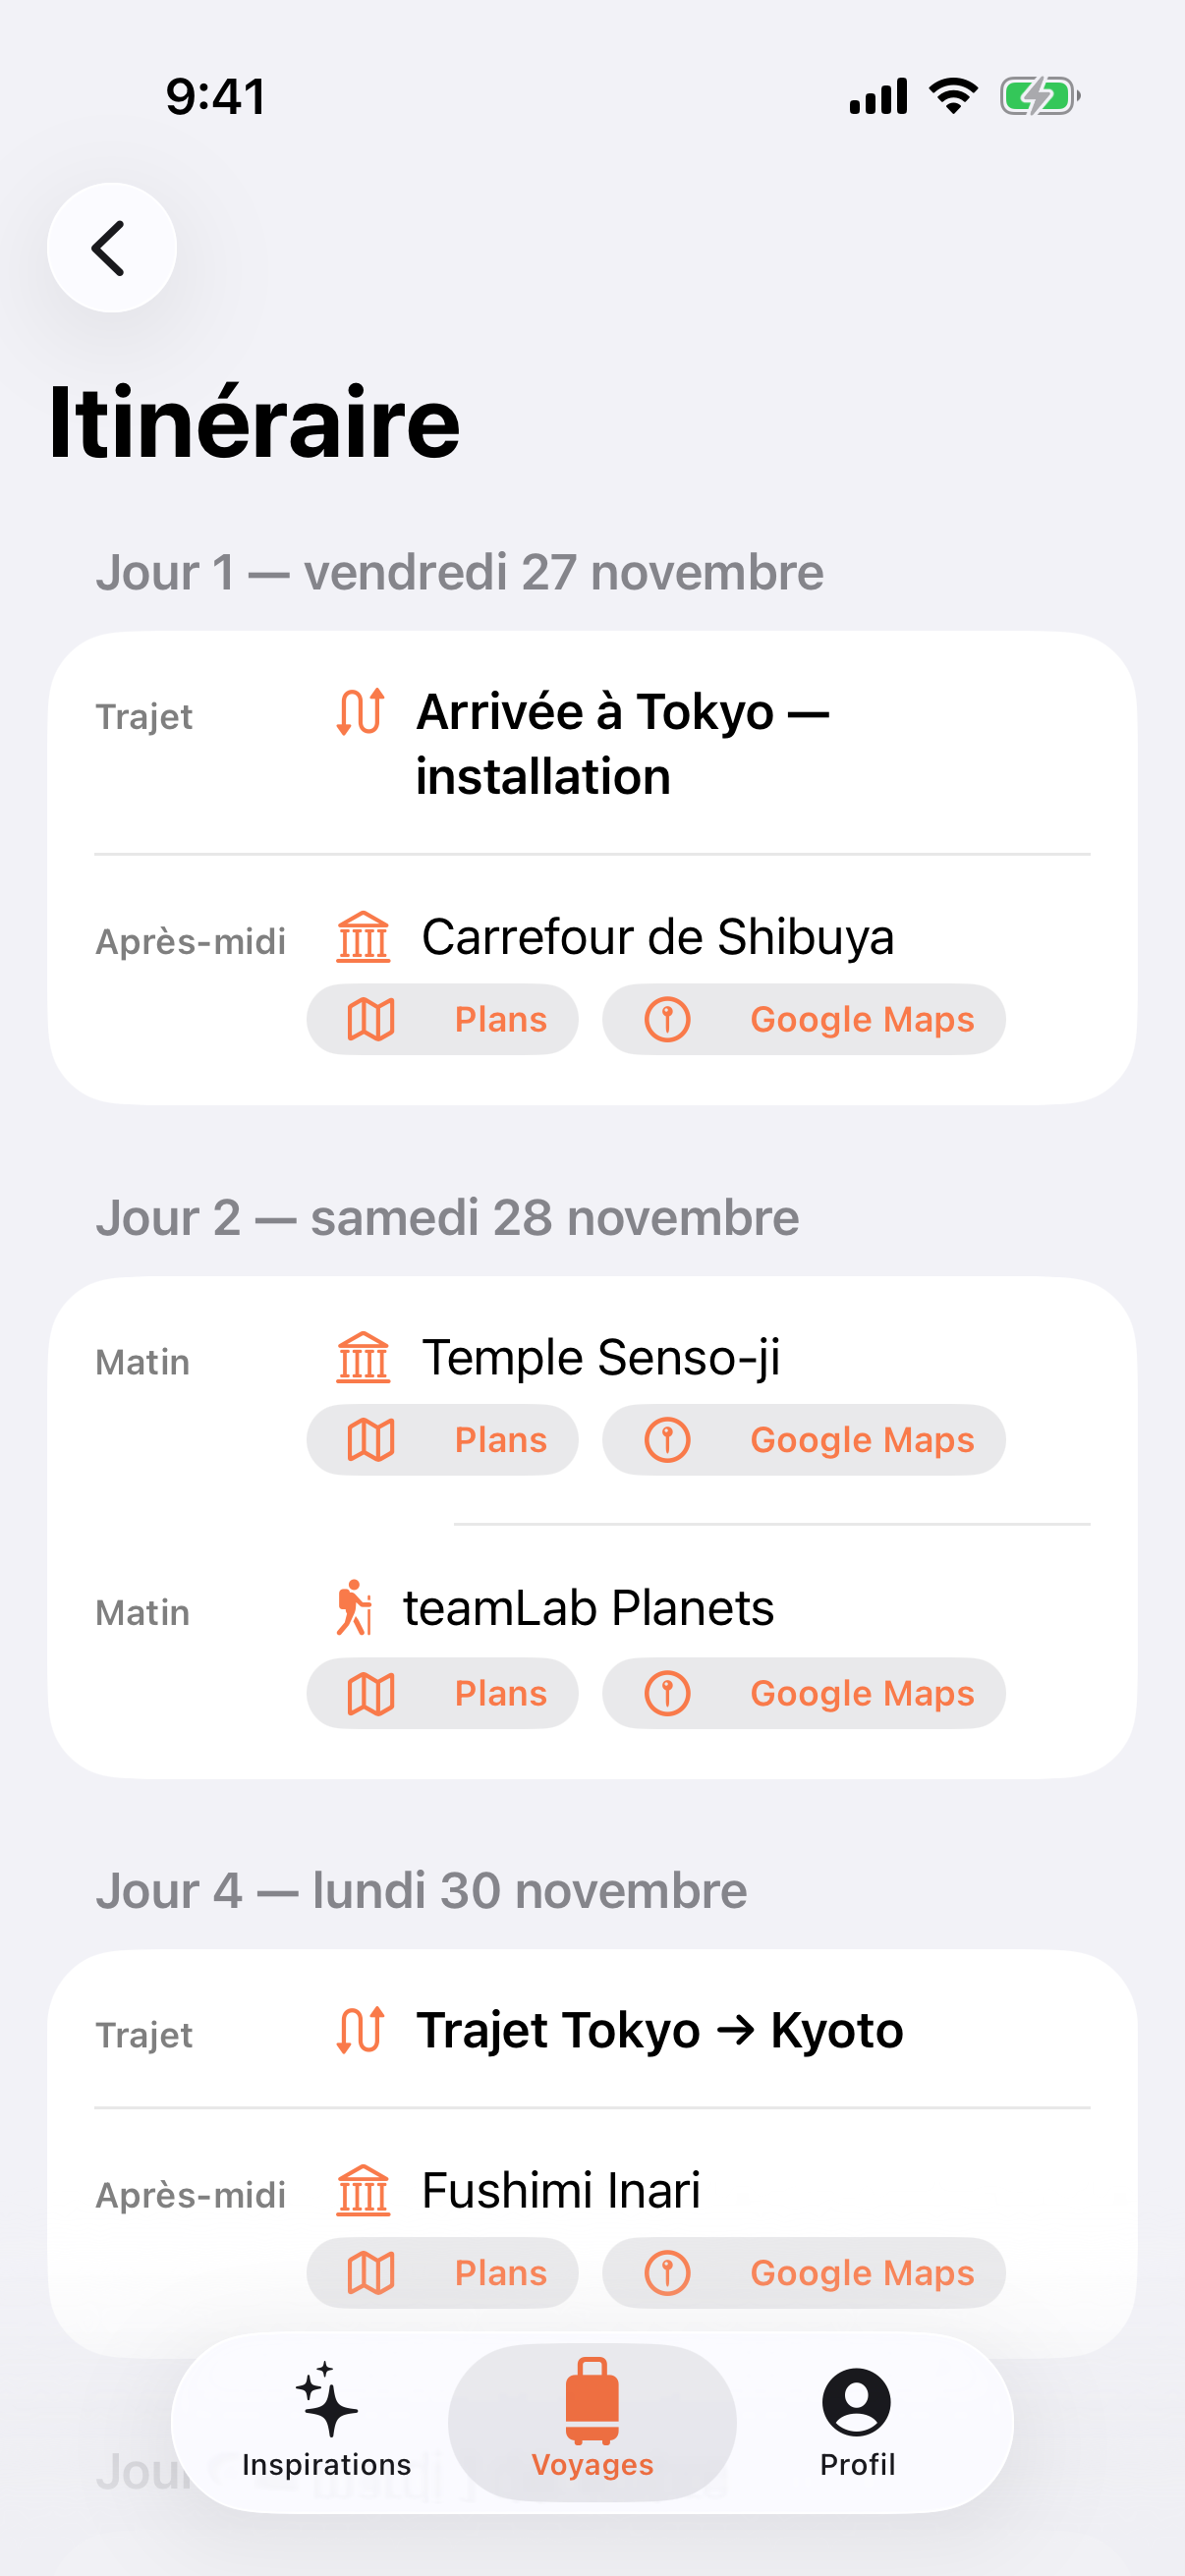 9:41
Itinéraire
Jour 1 — vendredi 27 novembre
Trajet
Arrivée à Tokyo —
installation
Après-midi
Carrefour de Shibuya
Plans
Google Maps
Jour 2 — samedi 28 novembre
Matin
Temple Senso-ji
Plans
Google Maps
Matin
teamLab Planets
Plans
Google Maps
Jour 4 — lundi 30 novembre
Trajet
Trajet Tokyo → Kyoto
Après-midi
Fushimi Inari
Plans
Google Maps
Jour
Inspirations
Voyages
Profil